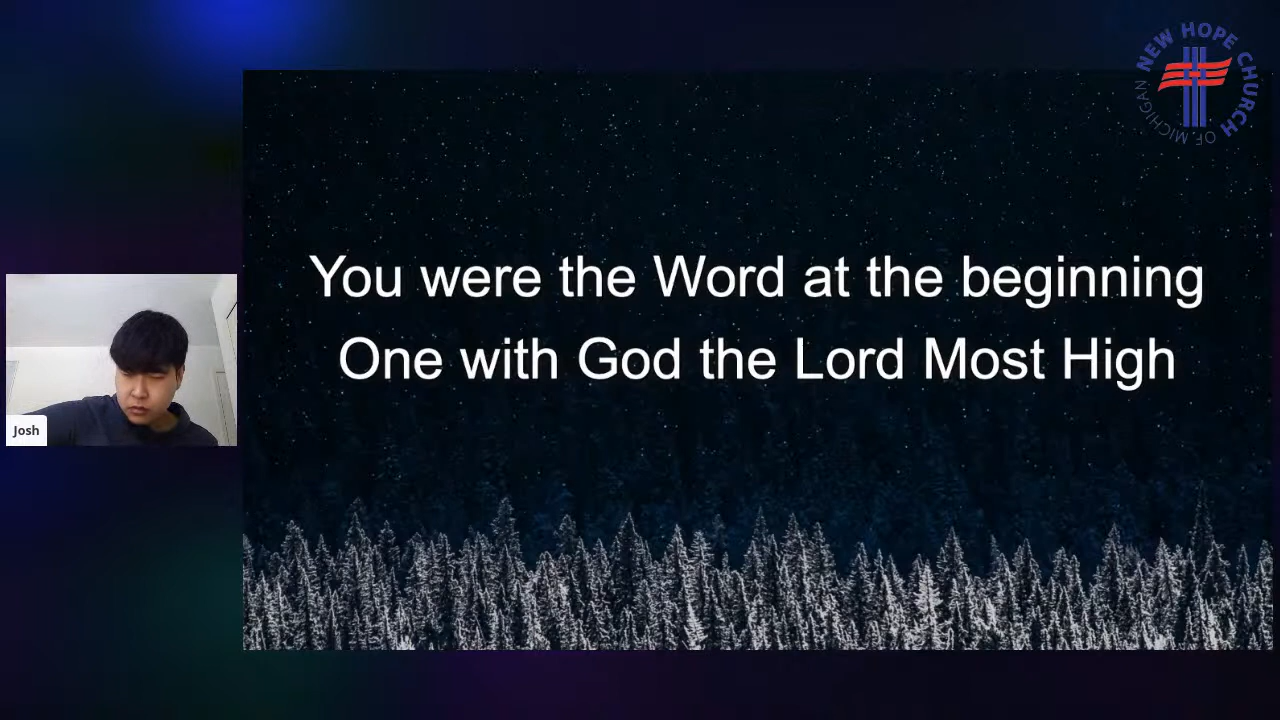 NEW HOPE CHURCH
OF MICHIGAN
You were the Word at the beginning
One with God the Lord Most High
Josh